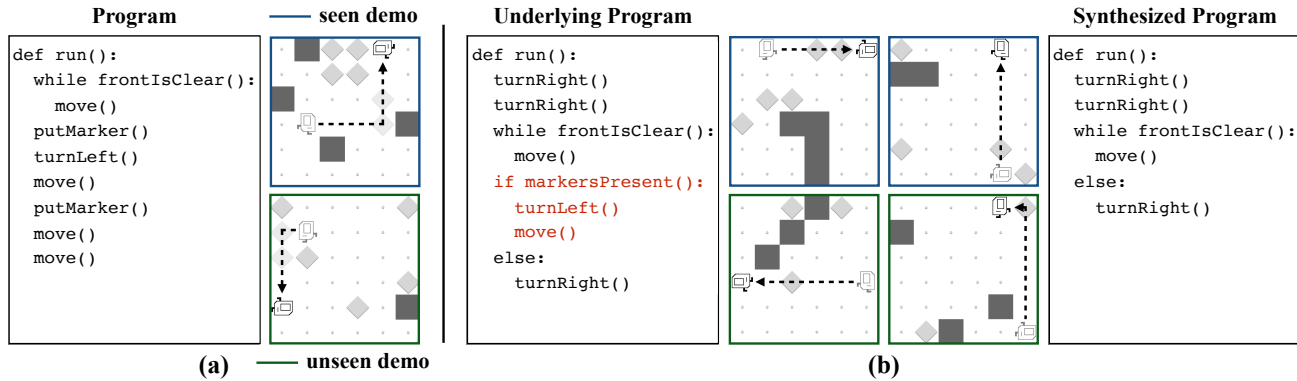 Program
seen demo
Underlying Program
Synthesized Program
def run():
  while frontIsClear():
    move()
  putMarker()
  turnLeft()
  move()
  putMarker()
  move()
  move()
def run():
  turnRight()
  turnRight()
  while frontIsClear():
    move()
  if markersPresent():
    turnLeft()
    move()
  else:
    turnRight()
def run():
  turnRight()
  turnRight()
  while frontIsClear():
    move()
  else:
    turnRight()
(a)
unseen demo
(b)